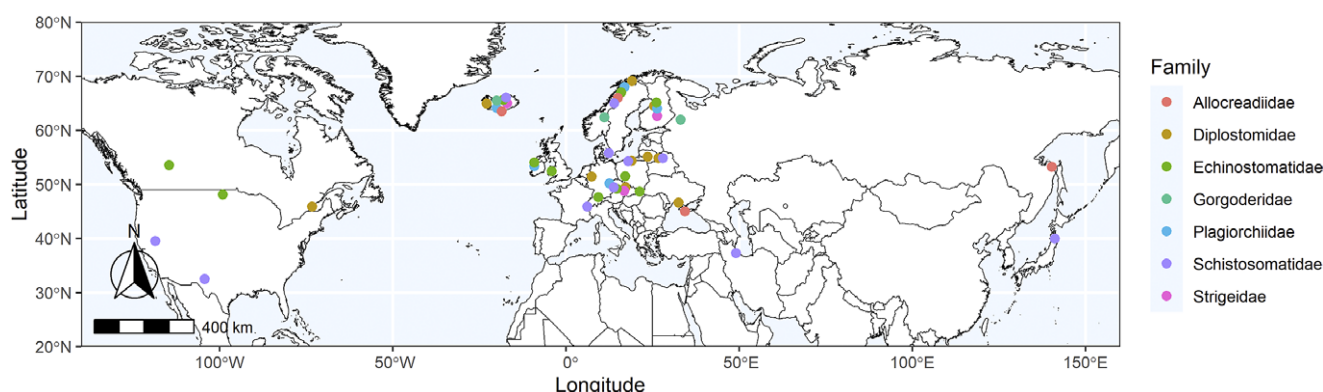 80°N
70°N
60°N
50°N
40°N
30°N
20°N
Latitude
N
400 km
100°W
50°W
0°
50°E
100°E
150°E
Longitude
Family
Allocreadiidae
Diplostomidae
Echinostomatidae
Gorgoderidae
Plagiorchiidae
Schistosomatidae
Strigeidae